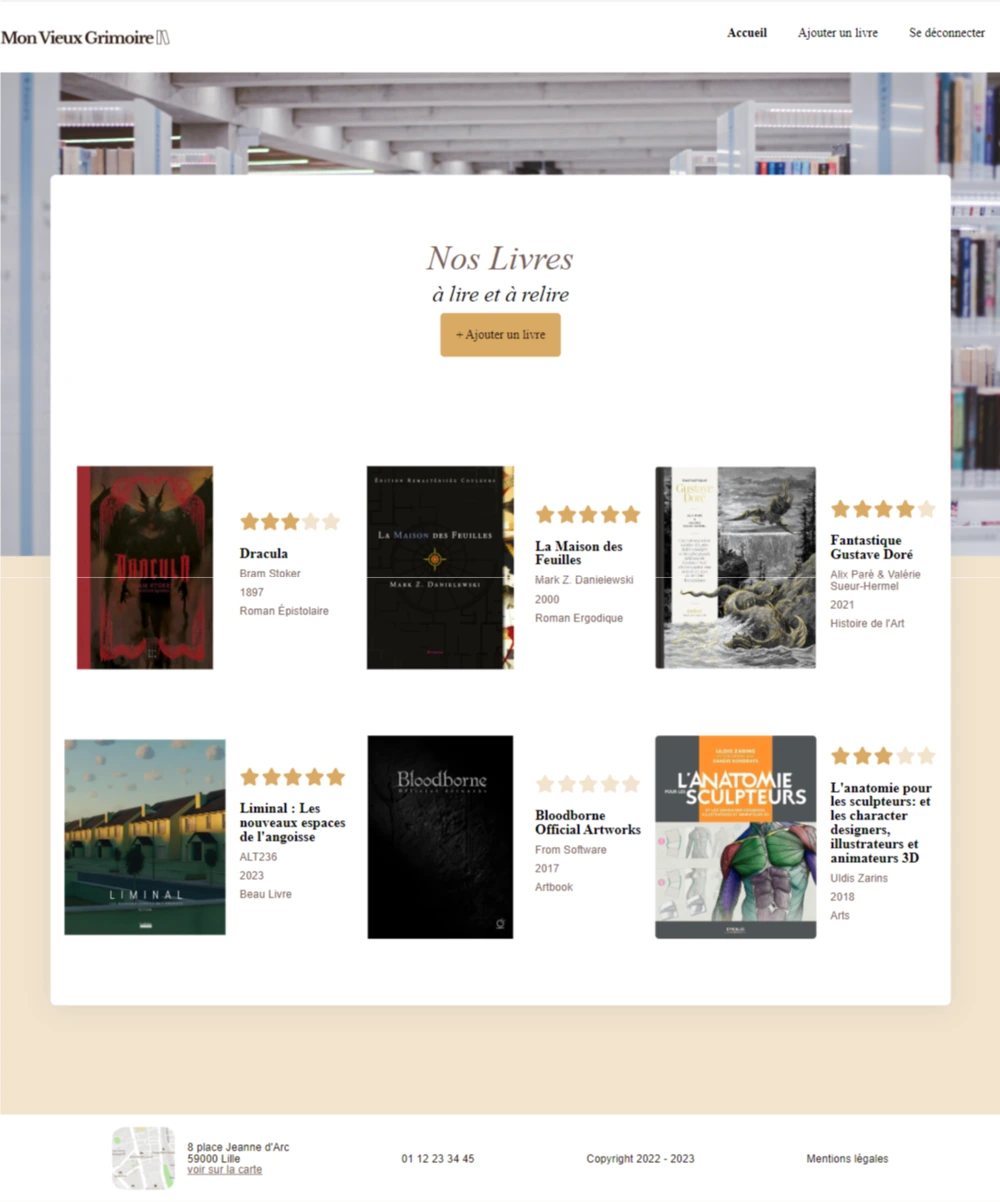 Mon Vieux Grimoire
Accueil
Ajouter un livre
Se déconnecter
Nos Livres
à lire et à relire
+ Ajouter un livre
DRACULA
Dracula
Bram Stoker
1897
Roman Épistolaire
ÉDITION REMASTÉRISÉE COULEURS
LA MAISON DES FEUILLES
MARK Z. DANIELEWSKI
La Maison des
Feuilles
Mark Z. Danielewski
2000
Roman Ergodique
FANTASTIQUE
Gustave
Doré
Fantastique
Gustave Doré
Alix Paré & Valérie
Sueur-Hermel
2021
Histoire de l'Art
LIMINAL
Liminal : Les
nouveaux espaces
de l'angoisse
ALT236
2023
Beau Livre
Bloodborne
Official Artworks
Bloodborne
Official Artworks
From Software
2017
Artbook
ULDIS ZARINS
SANDIS KONDRATS
L'ANATOMIE
POUR LES SCULPTEURS
L'anatomie pour
les sculpteurs: et
les character
designers,
illustrateurs et
animateurs 3D
Uldis Zarins
2018
Arts
8 place Jeanne d'Arc
59000 Lille
voir sur la carte
01 12 23 34 45
Copyright 2022 - 2023
Mentions légales